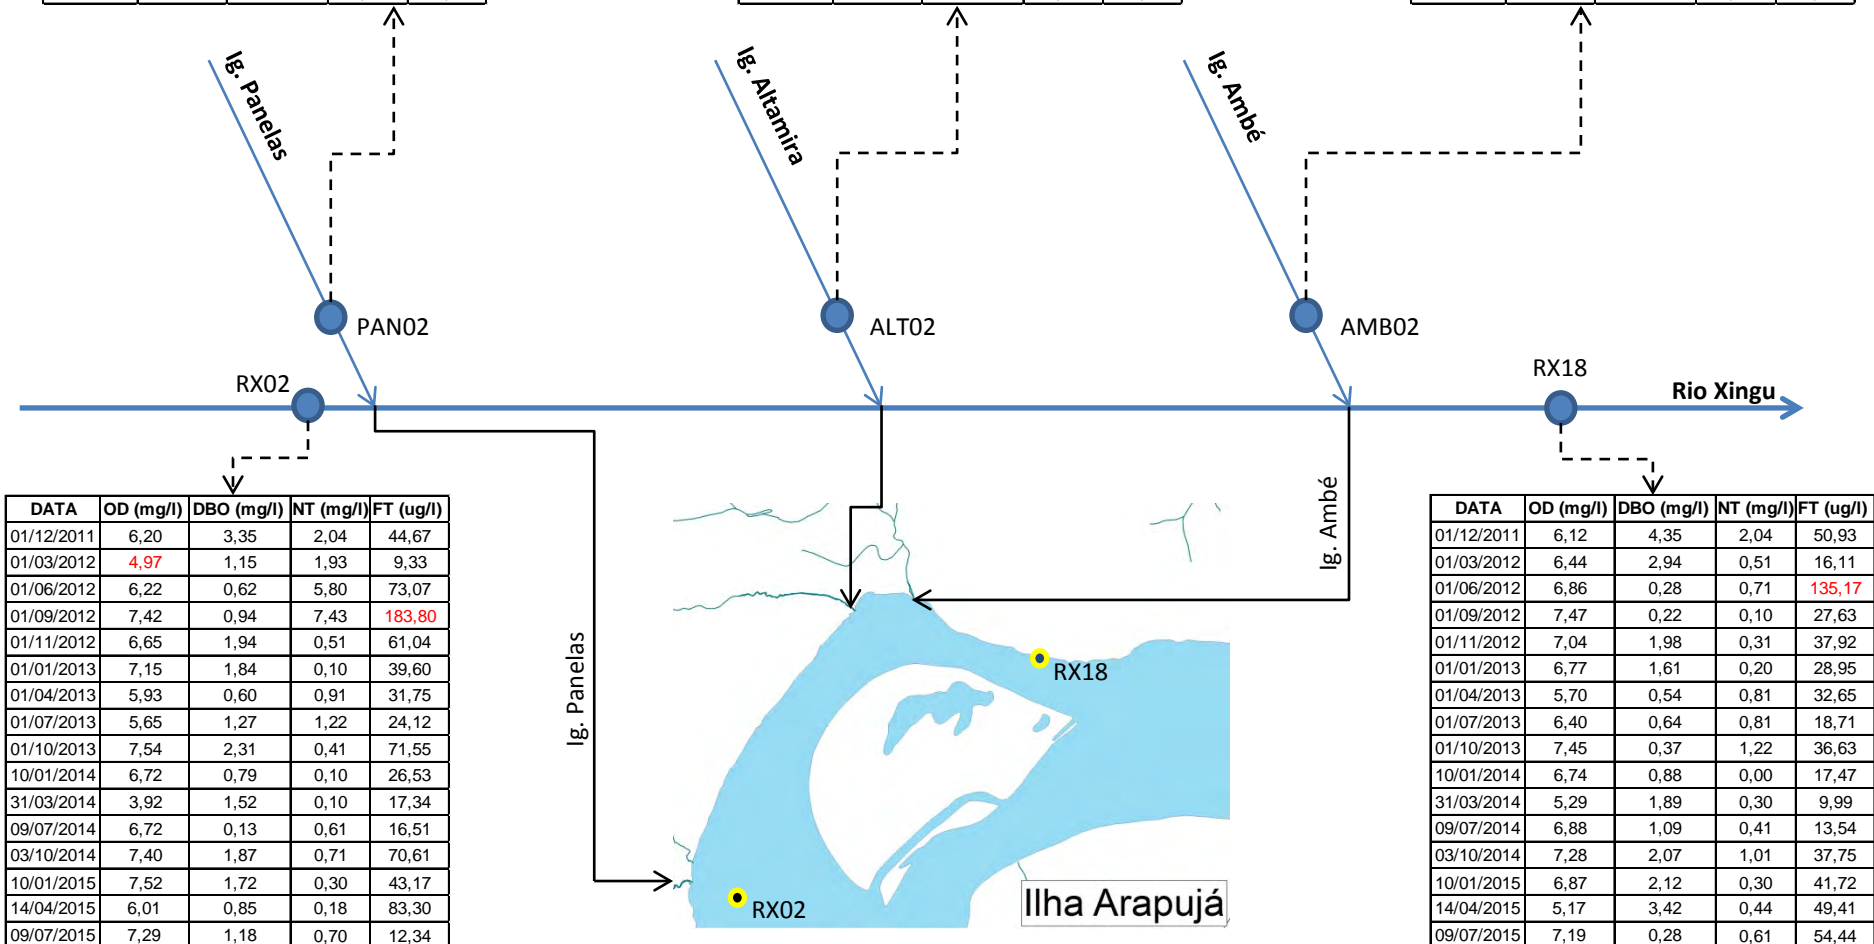 Ig. Panelas
Ig. Altamira
Ig. Ambé
PAN02
ALT02
AMB02
RX02
RX18
Rio Xingu
DATA OD (mg/l) DBO (mg/l) NT (mg/l) FT (ug/l)
01/12/2011 6,20 3,35 2,04 44,67
01/03/2012 4,97 1,15 1,93 9,33
01/06/2012 6,22 0,62 5,80 73,07
01/09/2012 7,42 0,94 7,43 183,80
01/11/2012 6,65 1,94 0,51 61,04
01/01/2013 7,15 1,84 0,10 39,60
01/04/2013 5,93 0,60 0,91 31,75
01/07/2013 5,65 1,27 1,22 24,12
01/10/2013 7,54 2,31 0,41 71,55
10/01/2014 6,72 0,79 0,10 26,53
31/03/2014 3,92 1,52 0,10 17,34
09/07/2014 6,72 0,13 0,61 16,51
03/10/2014 7,40 1,87 0,71 70,61
10/01/2015 7,52 1,72 0,30 43,17
14/04/2015 6,01 0,85 0,18 83,30
09/07/2015 7,29 1,18 0,70 12,34
Ig. Panelas
Ig. Ambé
RX18
RX02
Ilha Arapujá
DATA OD (mg/l) DBO (mg/l) NT (mg/l) FT (ug/l)
01/12/2011 6,12 4,35 2,04 50,93
01/03/2012 6,44 2,94 0,51 16,11
01/06/2012 6,86 0,28 0,71 135,17
01/09/2012 7,47 0,22 0,10 27,63
01/11/2012 7,04 1,98 0,31 37,92
01/01/2013 6,77 1,61 0,20 28,95
01/04/2013 5,70 0,54 0,81 32,65
01/07/2013 6,40 0,64 0,81 18,71
01/10/2013 7,45 0,37 1,22 36,63
10/01/2014 6,74 0,88 0,00 17,47
31/03/2014 5,29 1,89 0,30 9,99
09/07/2014 6,88 1,09 0,41 13,54
03/10/2014 7,28 2,07 1,01 37,75
10/01/2015 6,87 2,12 0,30 41,72
14/04/2015 5,17 3,42 0,44 49,41
09/07/2015 7,19 0,28 0,61 54,44